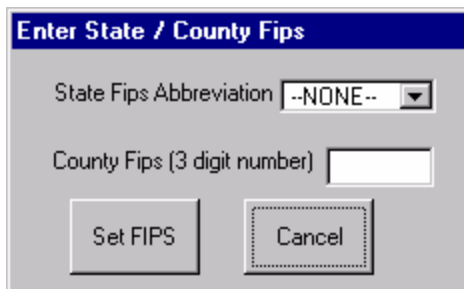 Enter State / County Fips
State Fips Abbreviation --NONE--
County Fips (3 digit number)
Set FIPS Cancel